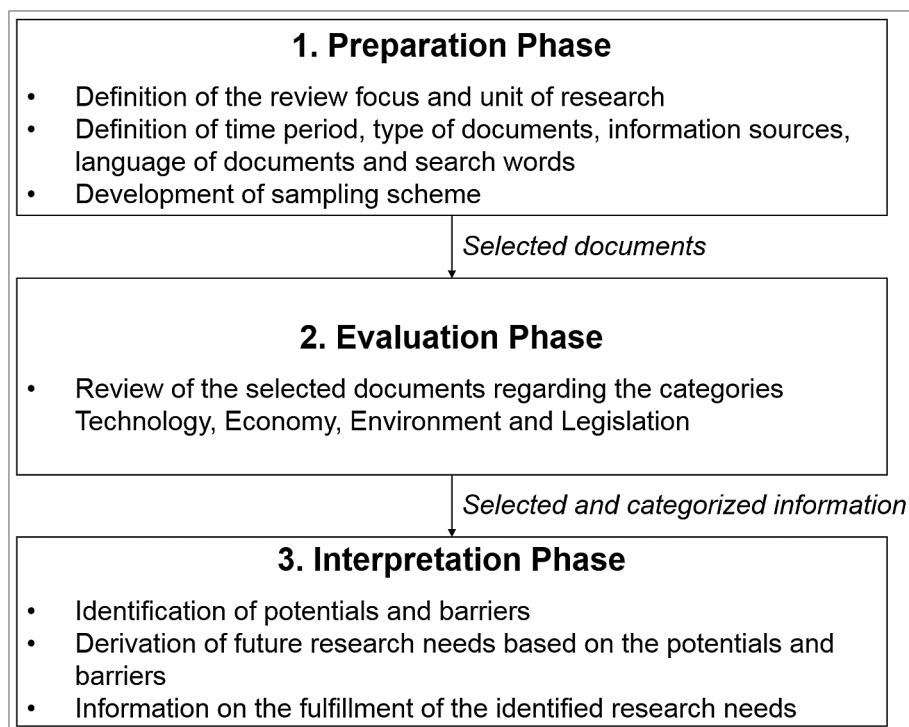 1. Preparation Phase
• Definition of the review focus and unit of research
• Definition of time period, type of documents, information sources,
language of documents and search words
• Development of sampling scheme
Selected documents
2. Evaluation Phase
• Review of the selected documents regarding the categories
Technology, Economy, Environment and Legislation
Selected and categorized information
3. Interpretation Phase
• Identification of potentials and barriers
• Derivation of future research needs based on the potentials and
barriers
• Information on the fulfillment of the identified research needs